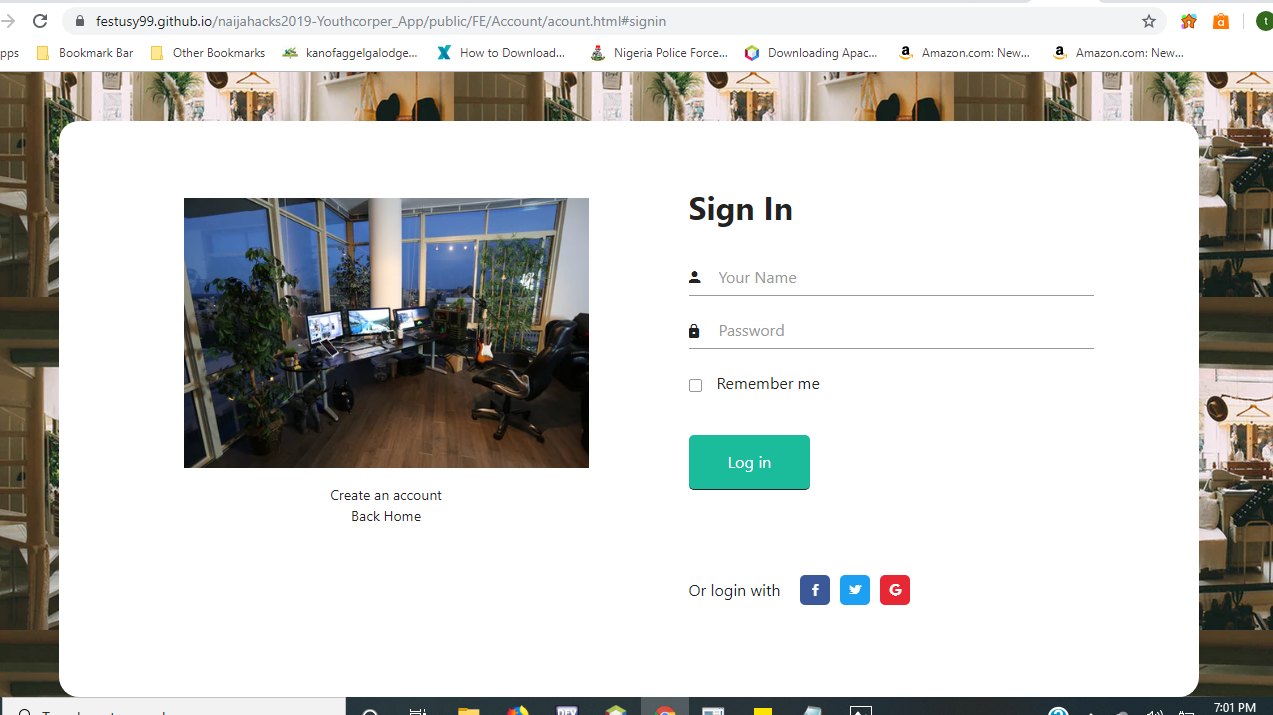 festusy99.github.io/naijahacks2019-Youthcorper_App/public/FE/Account/acount.html#signin
a
t
pps
Bookmark Bar
Other Bookmarks
kanofaggelgalodge...
How to Download...
Nigeria Police Force...
Downloading Apac...
Amazon.com: New...
Amazon.com: New...
Sign In
Your Name
Password
Remember me
Log in
Create an account
Back Home
Or login with
f
G
DEV
7:01 PM